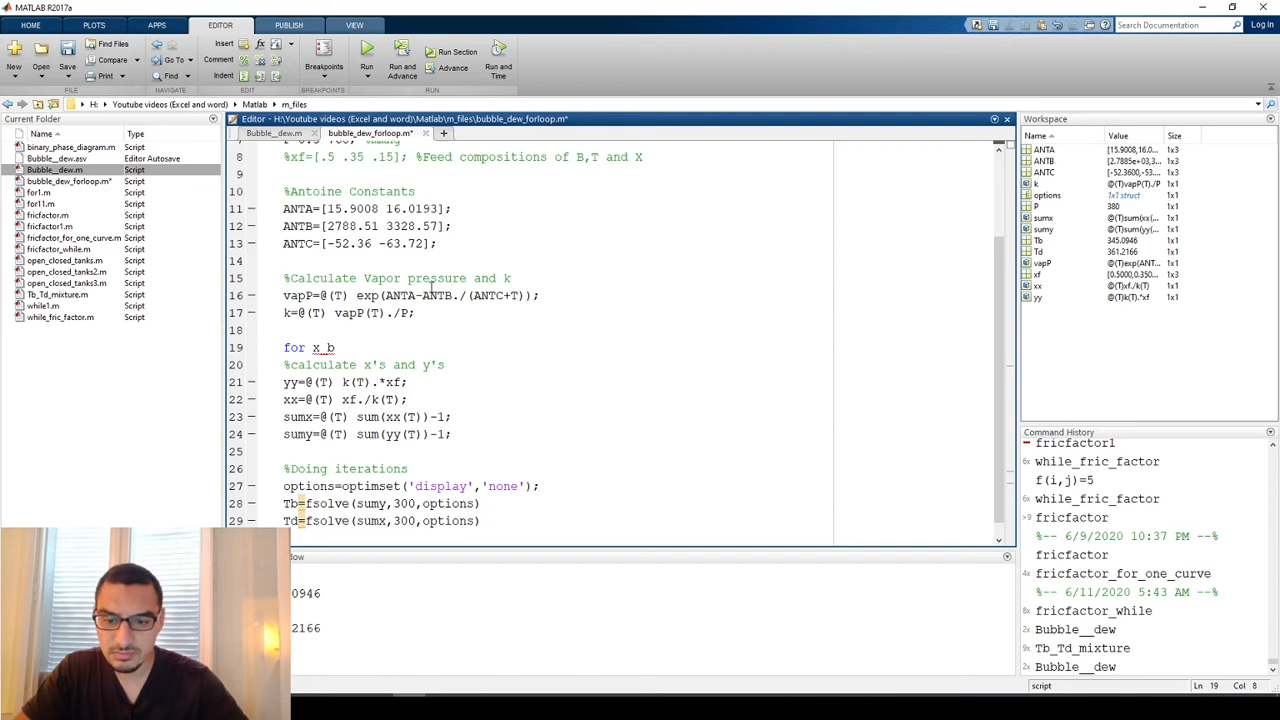 MATLAB R2017a
HOME
PLOTS
APPS
EDITOR
PUBLISH
VIEW
Search Documentation
Log In
New
Open
Save
Find Files
Compare
Print
Go To
Find
Insert
Comment
Indent
Breakpoints
Run
Run and Advance
Run Section
Advance
Run and Time
FILE
NAVIGATE
EDIT
BREAKPOINTS
RUN
H:
Youtube videos (Excel and word)
Matlab
m_files
Current Folder
Name
Type
binary_phase_diagram.m Script
Bubble__dew.asv Editor Autosave
Bubble__dew.m Script
bubble_dew_forloop.m* Script
for1.m Script
for11.m Script
fricfactor.m Script
fricfactor1.m Script
fricfactor_for_one_curve.m Script
fricfactor_while.m Script
open_closed_tanks.m Script
open_closed_tanks2.m Script
open_closed_tanks3.m Script
Tb_Td_mixture.m Script
while1.m Script
while_fric_factor.m Script
Editor - H:\Youtube videos (Excel and word)\Matlab\m_files\bubble_dew_forloop.m*
Bubble__dew.m
bubble_dew_forloop.m*
8 %xf=[.5 .35 .15]; %Feed compositions of B,T and X
9
10 %Antoine Constants
11 ANTA=[15.9008 16.0193];
12 ANTB=[2788.51 3328.57];
13 ANTC=[-52.36 -63.72];
14
15 %Calculate Vapor pressure and k
16 vapP=@(T) exp(ANTA-ANTB./(ANTC+T));
17 k=@(T) vapP(T)./P;
18
19 for x_b
20 %calculate x's and y's
21 yy=@(T) k(T).*xf;
22 xx=@(T) xf./k(T);
23 sumx=@(T) sum(xx(T))-1;
24 sumy=@(T) sum(yy(T))-1;
25
26 %Doing iterations
27 options=optimset('display','none');
28 Tb=fsolve(sumy,300,options)
29 Td=fsolve(sumx,300,options)
0946
2166
Workspace
Name
Value
Size
ANTA [15.9008,16.0... 1x3
ANTB [2.7885e+03,3... 1x3
ANTC [-52.3600,-53... 1x3
k @(T)vapP(T)./P 1x1
options 1x1 struct 1x1
P 380 1x1
sumx @(T)sum(xx(... 1x1
sumy @(T)sum(yy(... 1x1
Tb 345.0946 1x1
Td 361.2166 1x1
vapP @(T)exp(ANT... 1x1
xf [0.5000,0.350... 1x3
xx @(T)xf./k(T) 1x1
yy @(T)k(T).*xf 1x1
Command History
fricfactor1
6x while_fric_factor
f(i,j)=5
6x while_fric_factor
>9 fricfactor
%-- 6/9/2020 10:37 PM --%
fricfactor
4x fricfactor_for_one_curve
%-- 6/11/2020 5:43 AM --%
8x fricfactor_while
2x Bubble__dew
9x Tb_Td_mixture
2x Bubble__dew
script
Ln 19 Col 8